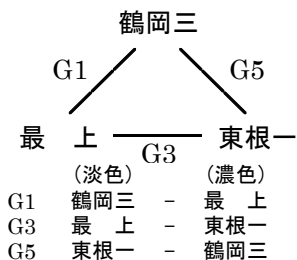 鶴岡三
G1 G5
最　上 東根一
G3
(淡色) (濃色)
G1 鶴岡三 － 最　上
G3 最　上 － 東根一
G5 東根一 － 鶴岡三